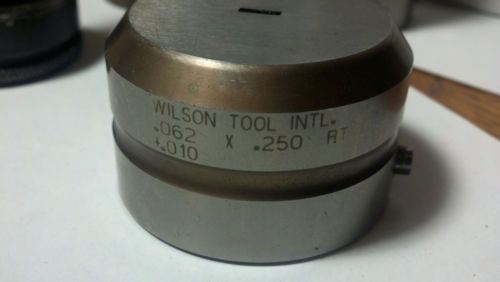 WILSON TOOL INTL.
.062 X .250 RT
+.010